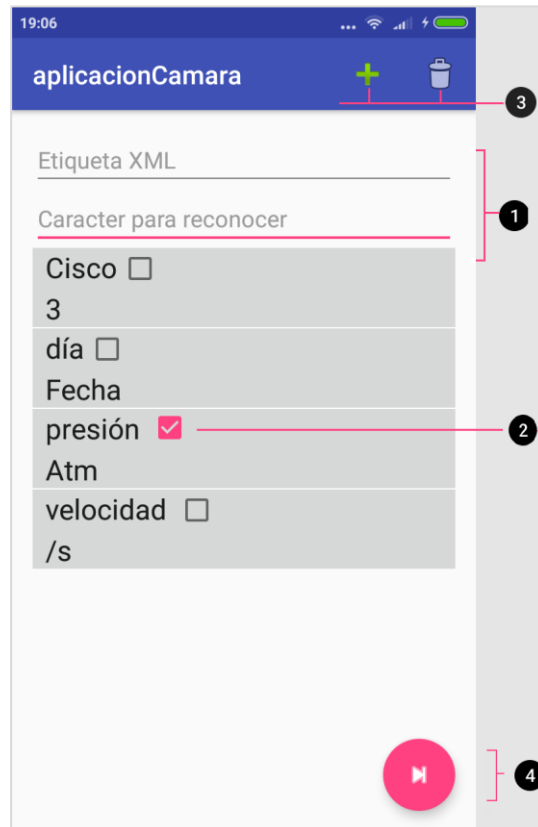 19:06
aplicacionCamara
3
Etiqueta XML
1
Caracter para reconocer
Cisco
3
día
Fecha
presión
2
Atm
velocidad
/s
4